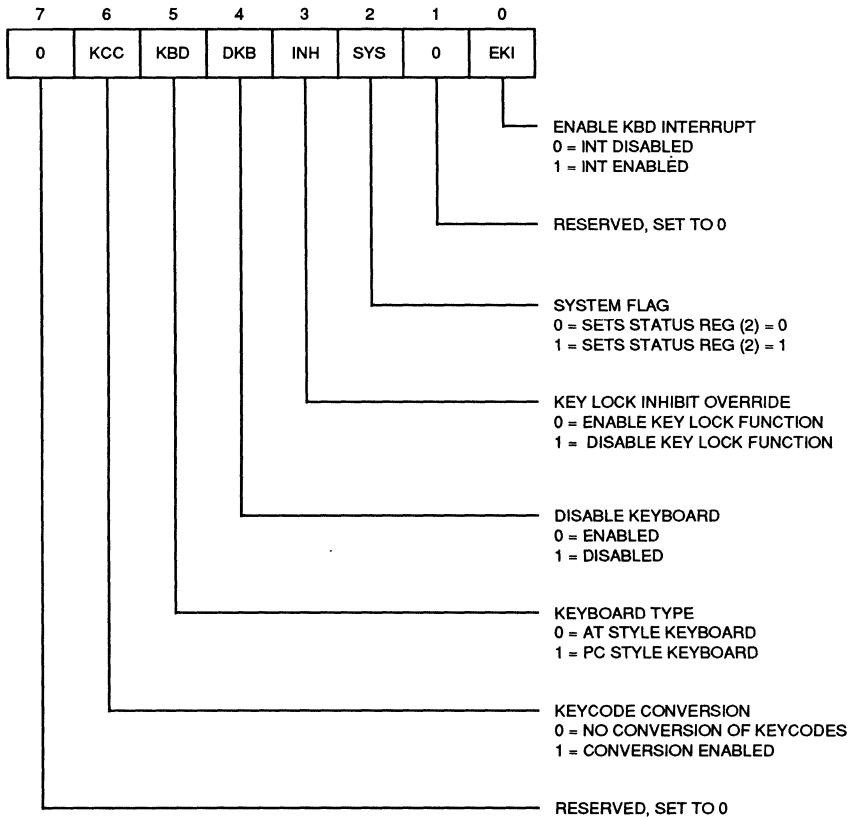 7 6 5 4 3 2 1 0
0 KCC KBD DKB INH SYS 0 EKI
ENABLE KBD INTERRUPT
0 = INT DISABLED
1 = INT ENABLED
RESERVED, SET TO 0
SYSTEM FLAG
0 = SETS STATUS REG (2) = 0
1 = SETS STATUS REG (2) = 1
KEY LOCK INHIBIT OVERRIDE
0 = ENABLE KEY LOCK FUNCTION
1 = DISABLE KEY LOCK FUNCTION
DISABLE KEYBOARD
0 = ENABLED
1 = DISABLED
KEYBOARD TYPE
0 = AT STYLE KEYBOARD
1 = PC STYLE KEYBOARD
KEYCODE CONVERSION
0 = NO CONVERSION OF KEYCODES
1 = CONVERSION ENABLED
RESERVED, SET TO 0